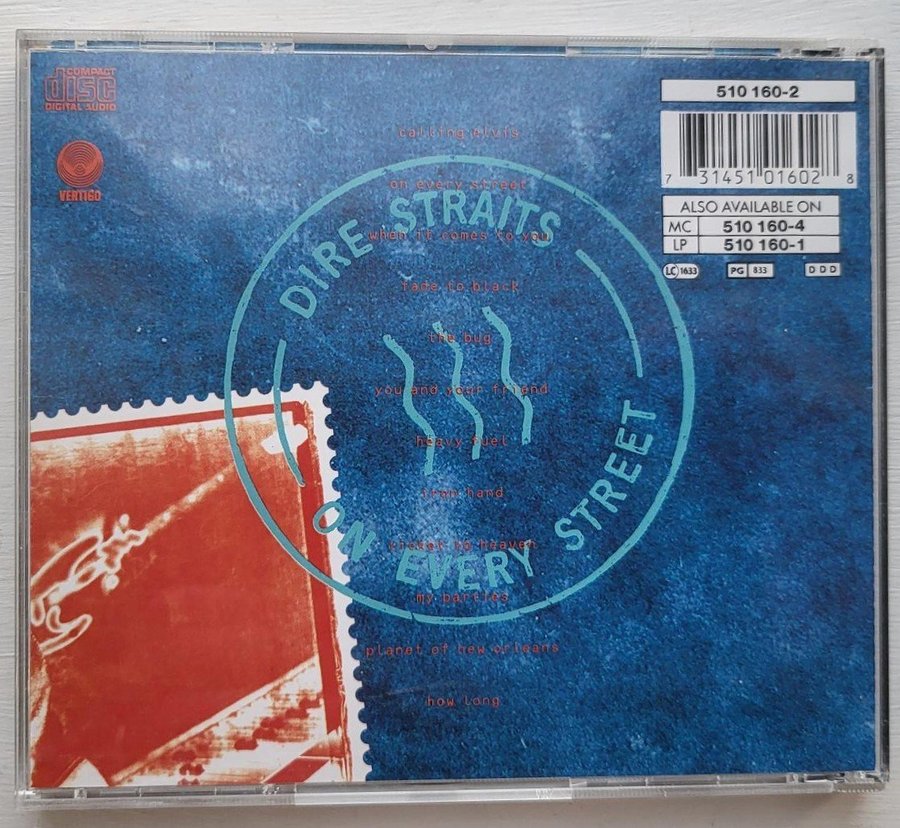 COMPACT
disc
DIGITAL AUDIO
VERTIGO
510 160-2
7 31451 01602 8
ALSO AVAILABLE ON
MC 510 160-4
LP 510 160-1
LC 1633
PG 833
D D D
calling elvis
on every street
when it comes to you
fade to black
the bug
you and your friend
heavy fuel
iron hand
ticket to heaven
my parties
planet of new orleans
how long
DIRE STRAITS
ON EVERY STREET